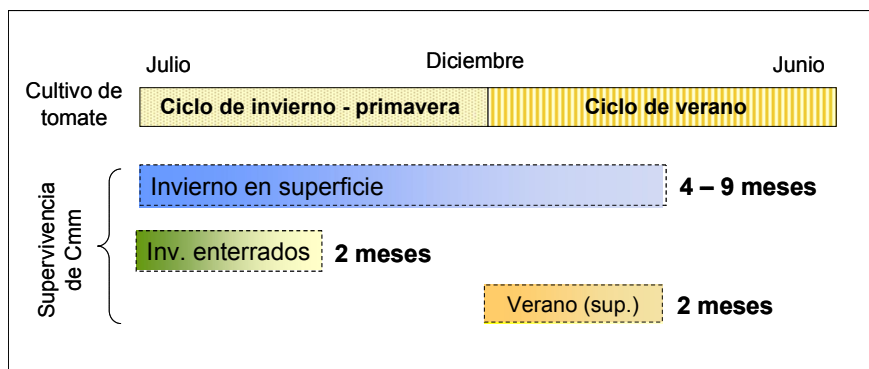 Julio Diciembre Junio
Cultivo de
tomate
Ciclo de invierno - primavera Ciclo de verano
Supervivencia
de Cmm
Invierno en superficie 4 – 9 meses
Inv. enterrados 2 meses
Verano (sup.) 2 meses